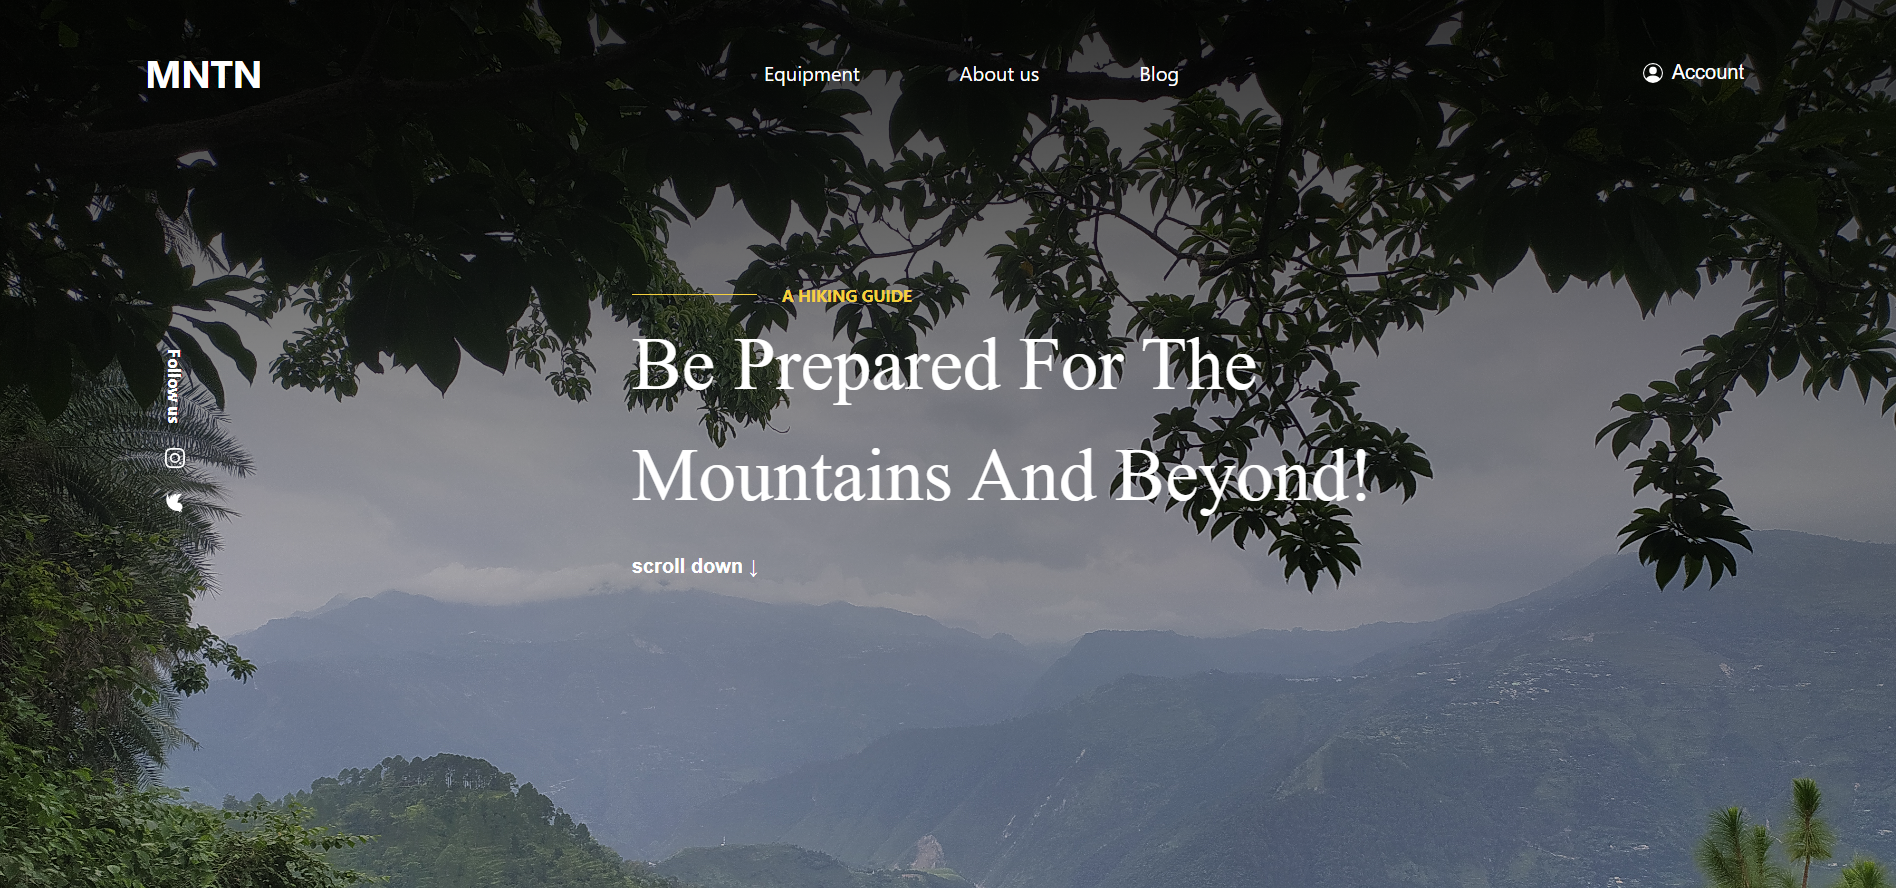 MNTN
Equipment
About us
Blog
Account
A HIKING GUIDE
Be Prepared For The
Mountains And Beyond!
scroll down ↓
Follow us